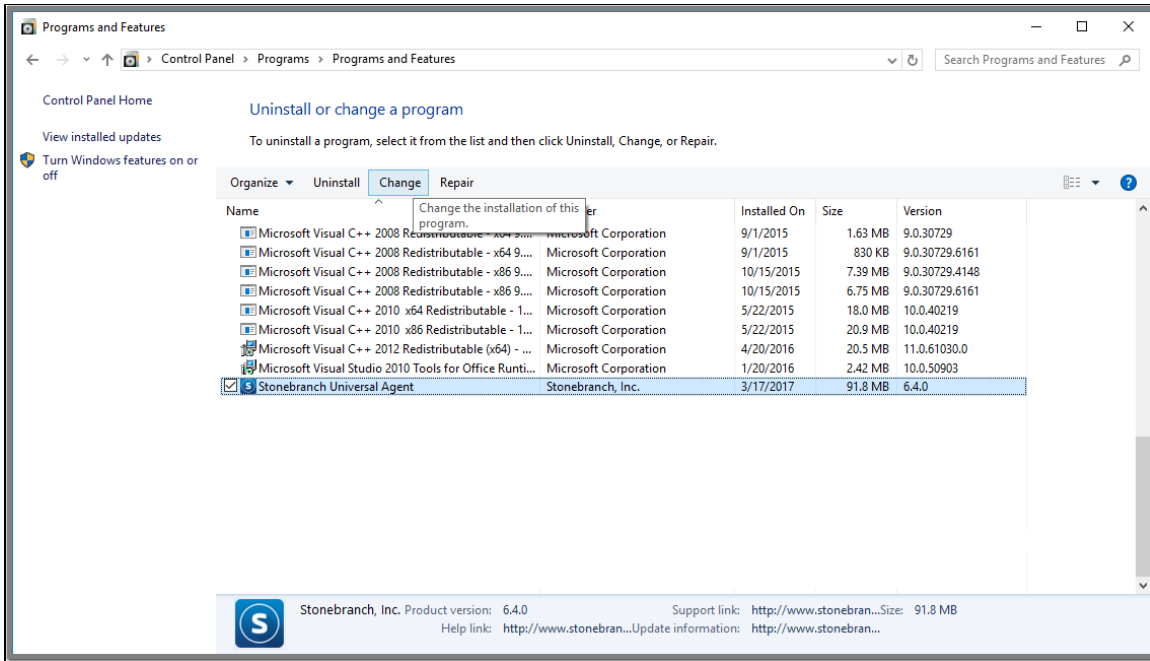 Programs and Features
Control Panel > Programs > Programs and Features
Search Programs and Features
Control Panel Home
View installed updates
Turn Windows features on or
off
Uninstall or change a program
To uninstall a program, select it from the list and then click Uninstall, Change, or Repair.
Organize Uninstall Change Repair
Change the installation of this
program.
Name er Installed On Size Version
Microsoft Visual C++ 2008 Redistributable - x64 9.... Microsoft Corporation 9/1/2015 1.63 MB 9.0.30729
Microsoft Visual C++ 2008 Redistributable - x64 9.... Microsoft Corporation 9/1/2015 830 KB 9.0.30729.6161
Microsoft Visual C++ 2008 Redistributable - x86 9.... Microsoft Corporation 10/15/2015 7.39 MB 9.0.30729.4148
Microsoft Visual C++ 2008 Redistributable - x86 9.... Microsoft Corporation 10/15/2015 6.75 MB 9.0.30729.6161
Microsoft Visual C++ 2010 x64 Redistributable - 1... Microsoft Corporation 5/22/2015 18.0 MB 10.0.40219
Microsoft Visual C++ 2010 x86 Redistributable - 1... Microsoft Corporation 5/22/2015 20.9 MB 10.0.40219
Microsoft Visual C++ 2012 Redistributable (x64) - ... Microsoft Corporation 4/20/2016 20.5 MB 11.0.61030.0
Microsoft Visual Studio 2010 Tools for Office Runti... Microsoft Corporation 1/20/2016 2.42 MB 10.0.50903
S Stonebranch Universal Agent Stonebranch, Inc. 3/17/2017 91.8 MB 6.4.0
S
Stonebranch, Inc. Product version: 6.4.0 Support link: http://www.stonebran...Size: 91.8 MB
Help link: http://www.stonebran...Update information: http://www.stonebran...